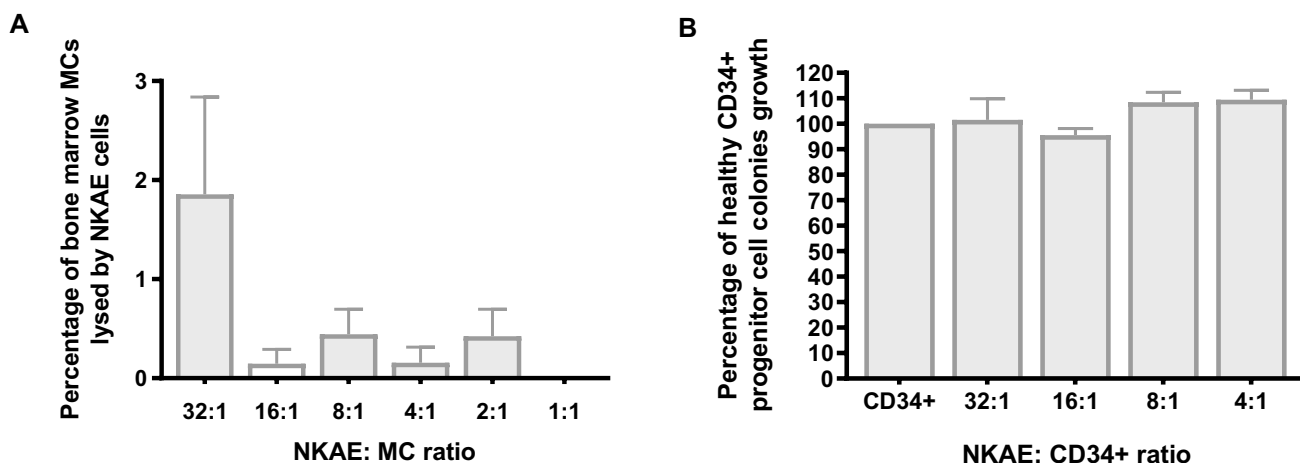 A
Percentage of bone marrow MCs
lysed by NKAE cells
3
2
1
0
32:1 16:1 8:1 4:1 2:1 1:1
NKAE: MC ratio
B
Percentage of healthy CD34+
progenitor cell colonies growth
120
110
100
90
80
70
60
50
40
30
20
10
0
CD34+ 32:1 16:1 8:1 4:1
NKAE: CD34+ ratio